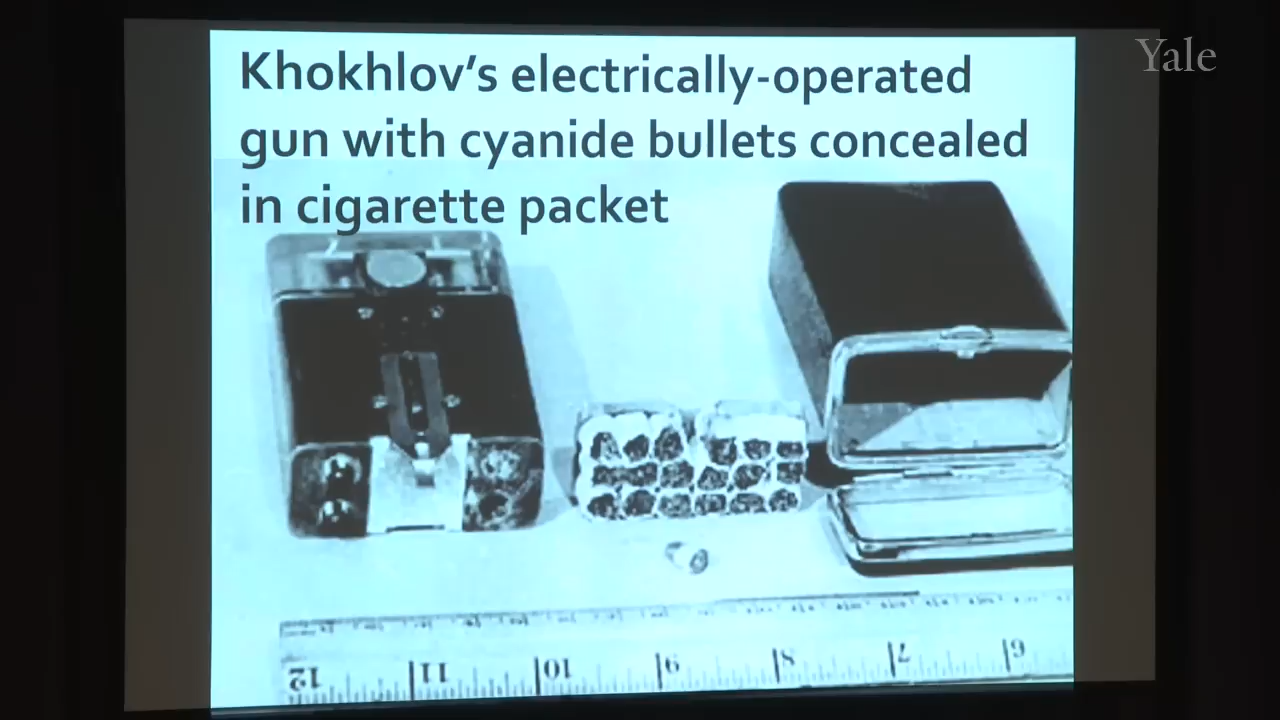 Khokhlov's electrically-operated
gun with cyanide bullets concealed
in cigarette packet
Yale
12 11 10 9 8 7 6